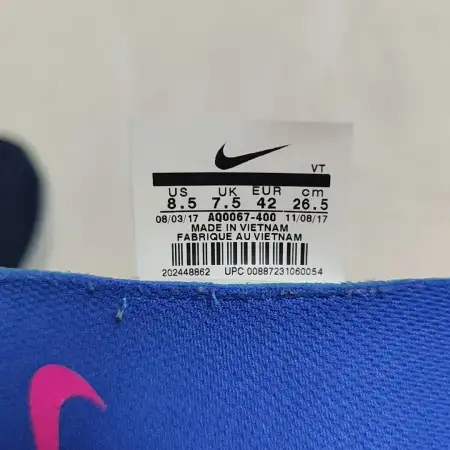 VT
US UK EUR cm
8.5 7.5 42 26.5
08/03/17 AQ0067-400 11/08/17
MADE IN VIETNAM
FABRIQUE AU VIETNAM
202448862 UPC 00887231060054